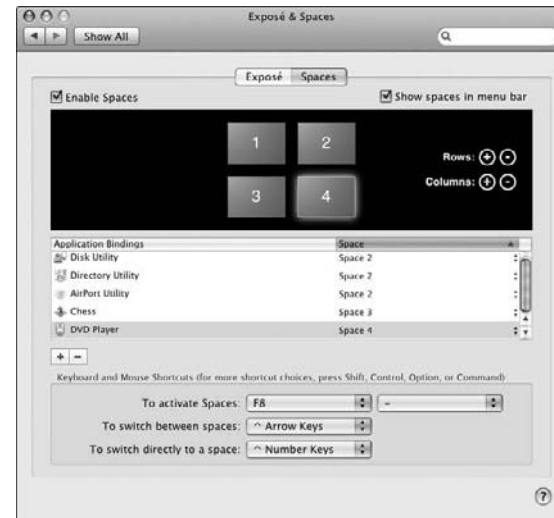 Exposé & Spaces
Show All
Exposé Spaces
Enable Spaces Show spaces in menu bar
1 2
Rows: + -
Columns: + -
3 4
Application Bindings Space
Disk Utility Space 2
Directory Utility Space 2
AirPort Utility Space 2
Chess Space 3
DVD Player Space 4
+ -
Keyboard and Mouse Shortcuts (for more shortcut choices, press Shift, Control, Option, or Command)
To activate Spaces: F8 -
To switch between spaces: ^ Arrow Keys
To switch directly to a space: ^ Number Keys
?